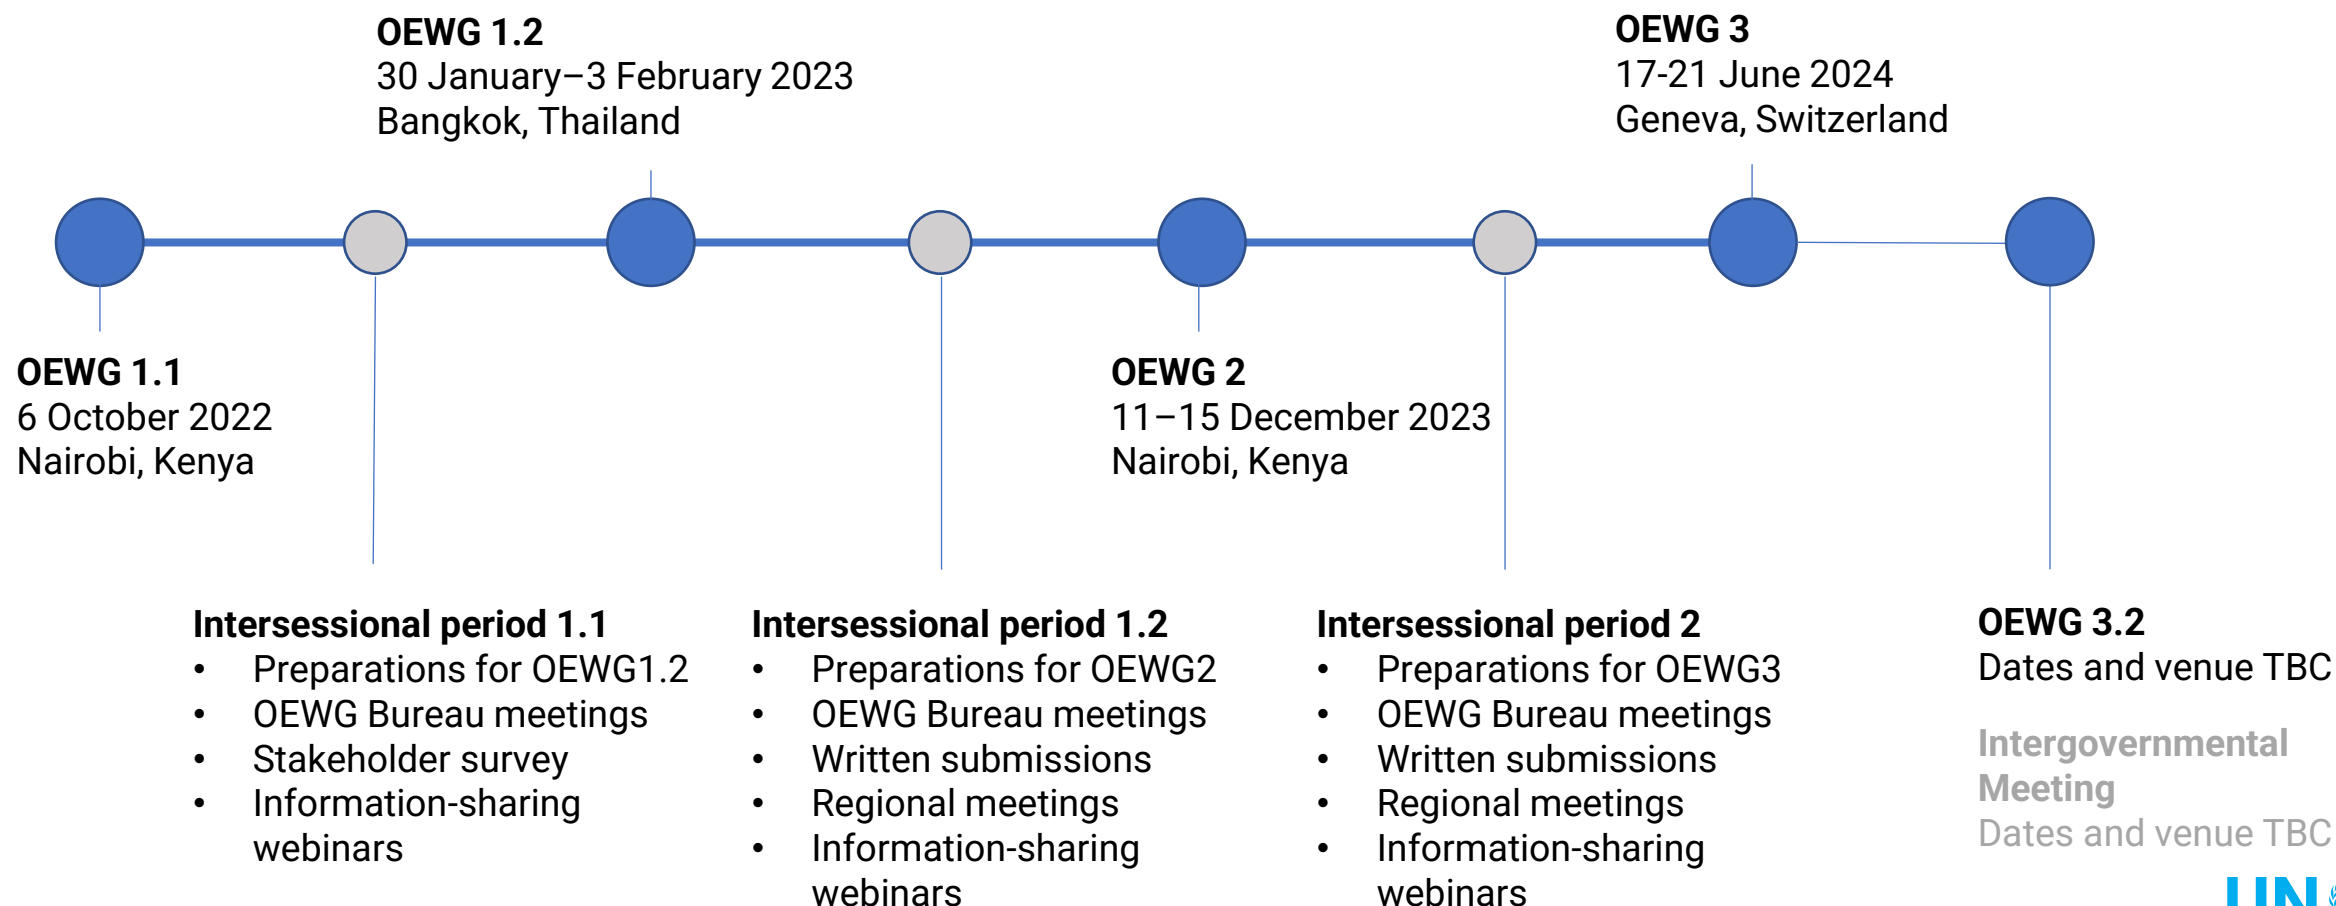 OEWG 1.2
30 January–3 February 2023
Bangkok, Thailand
OEWG 3
17-21 June 2024
Geneva, Switzerland
OEWG 1.1
6 October 2022
Nairobi, Kenya
OEWG 2
11–15 December 2023
Nairobi, Kenya
Intersessional period 1.1
• Preparations for OEWG1.2
• OEWG Bureau meetings
• Stakeholder survey
• Information-sharing
webinars
Intersessional period 1.2
• Preparations for OEWG2
• OEWG Bureau meetings
• Written submissions
• Regional meetings
• Information-sharing
webinars
Intersessional period 2
• Preparations for OEWG3
• OEWG Bureau meetings
• Written submissions
• Regional meetings
• Information-sharing
webinars
OEWG 3.2
Dates and venue TBC
Intergovernmental
Meeting
Dates and venue TBC
UN